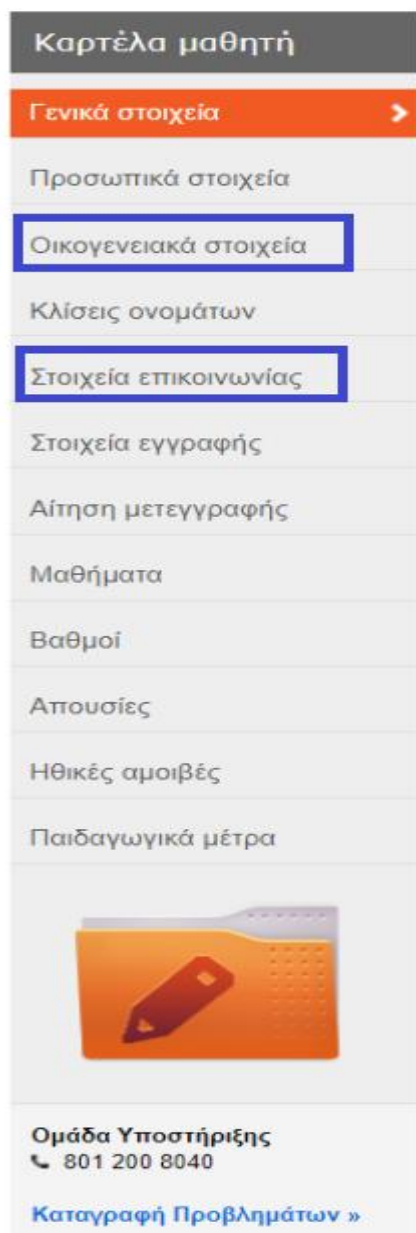 Καρτέλα μαθητή
Γενικά στοιχεία
Προσωπικά στοιχεία
Οικογενειακά στοιχεία
Κλίσεις ονομάτων
Στοιχεία επικοινωνίας
Στοιχεία εγγραφής
Αίτηση μετεγγραφής
Μαθήματα
Βαθμοί
Απουσίες
Ηθικές αμοιβές
Παιδαγωγικά μέτρα
Ομάδα Υποστήριξης
801 200 8040
Καταγραφή Προβλημάτων »